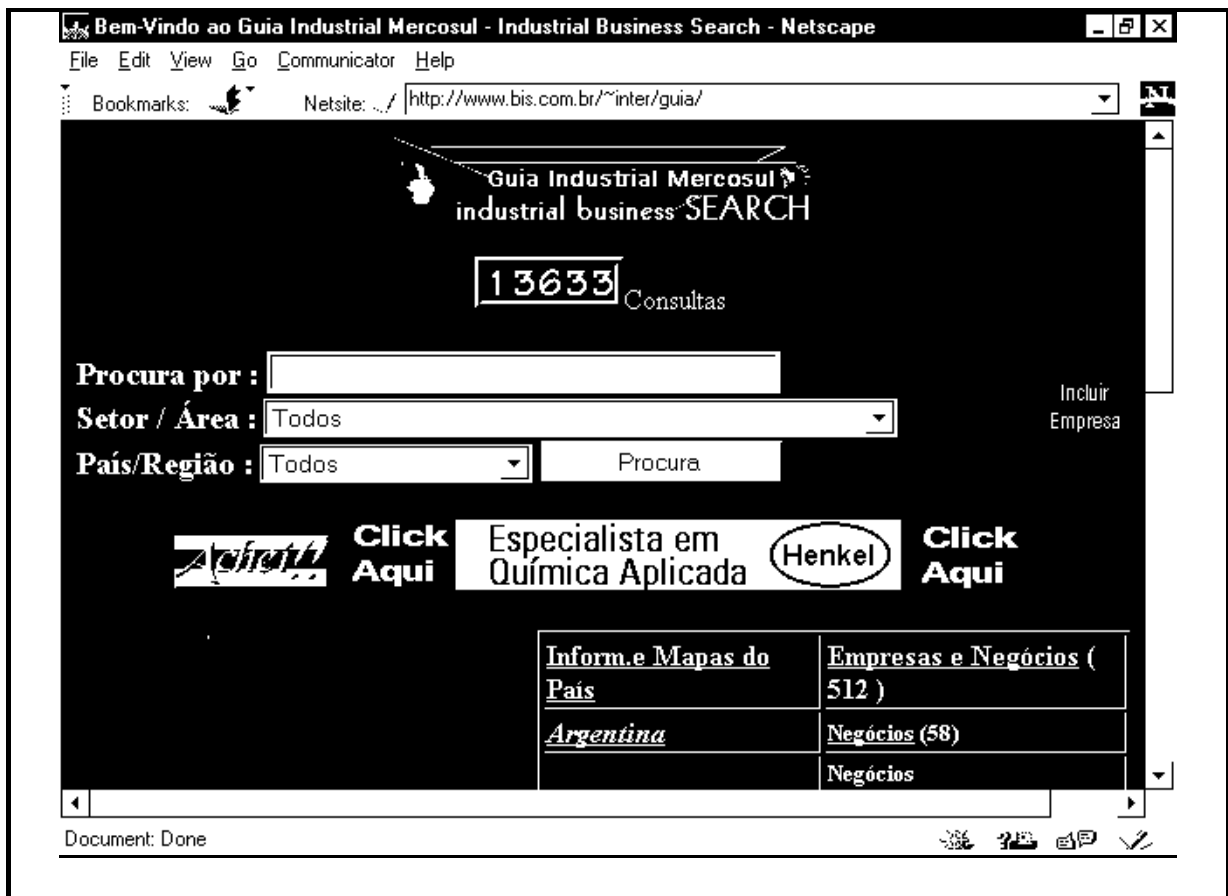 Bem-Vindo ao Guia Industrial Mercosul - Industrial Business Search - Netscape
File Edit View Go Communicator Help
Bookmarks: Netsite: http://www.bis.com.br/~inter/guia/
Guia Industrial Mercosul
industrial business SEARCH
13633 Consultas
Procura por :
Incluir
Empresa
Setor / Área : Todos
País/Região : Todos Procura
Achei!! Click Aqui
Especialista em
Química Aplicada
Henkel
Click Aqui
Inform.e Mapas do
País
Empresas e Negócios (
512 )
Argentina Negócios (58)
Negócios
Document: Done